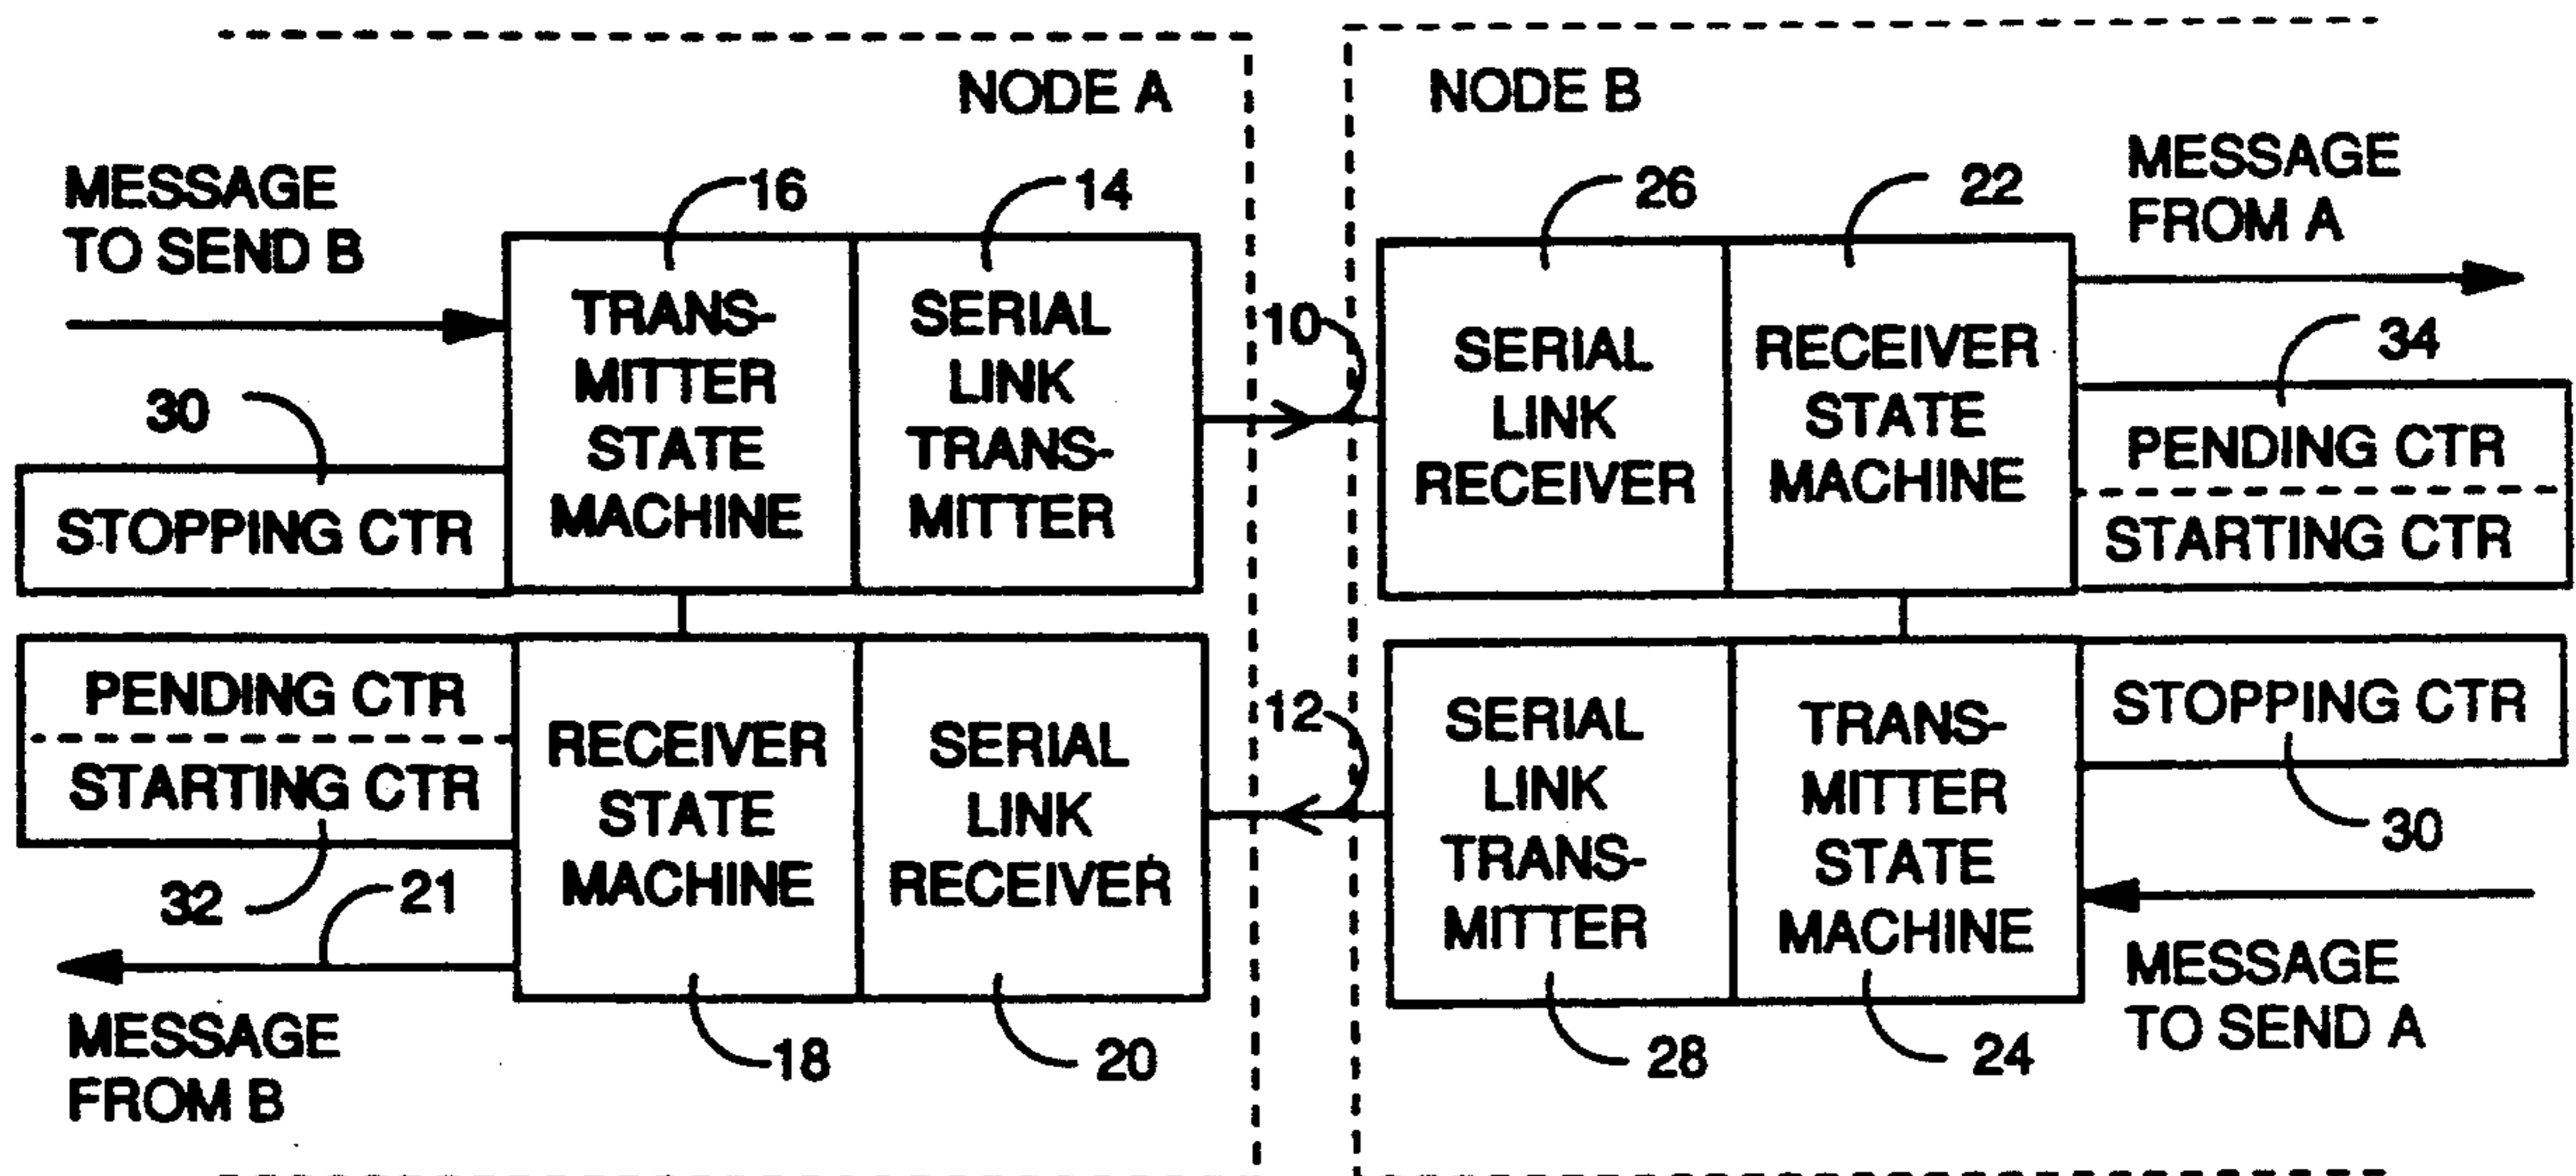 NODE A
NODE B
MESSAGE
TO SEND B
16
14
26
22
MESSAGE
FROM A
30
STOPPING CTR
TRANS-
MITTER
STATE
MACHINE
SERIAL
LINK
TRANS-
MITTER
10
SERIAL
LINK
RECEIVER
RECEIVER
STATE
MACHINE
34
PENDING CTR
STARTING CTR
PENDING CTR
STARTING CTR
32
21
MESSAGE
FROM B
RECEIVER
STATE
MACHINE
18
SERIAL
LINK
RECEIVER
20
12
SERIAL
LINK
TRANS-
MITTER
28
TRANS-
MITTER
STATE
MACHINE
24
STOPPING CTR
30
MESSAGE
TO SEND A